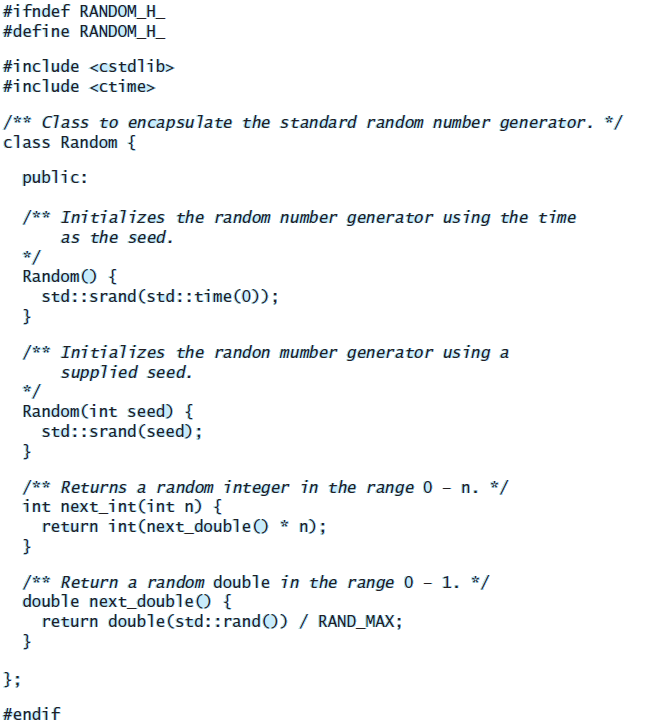 #ifndef RANDOM_H_
#define RANDOM_H_
#include <cstdlib>
#include <ctime>
/** Class to encapsulate the standard random number generator. */
class Random {
public:
/** Initializes the random number generator using the time
as the seed.
*/
Random() {
std::srand(std::time(0));
}
/** Initializes the randon mumber generator using a
supplied seed.
*/
Random(int seed) {
std::srand(seed);
}
/** Returns a random integer in the range 0 – n. */
int next_int(int n) {
return int(next_double() * n);
}
/** Return a random double in the range 0 – 1. */
double next_double() {
return double(std::rand()) / RAND_MAX;
}
};
#endif